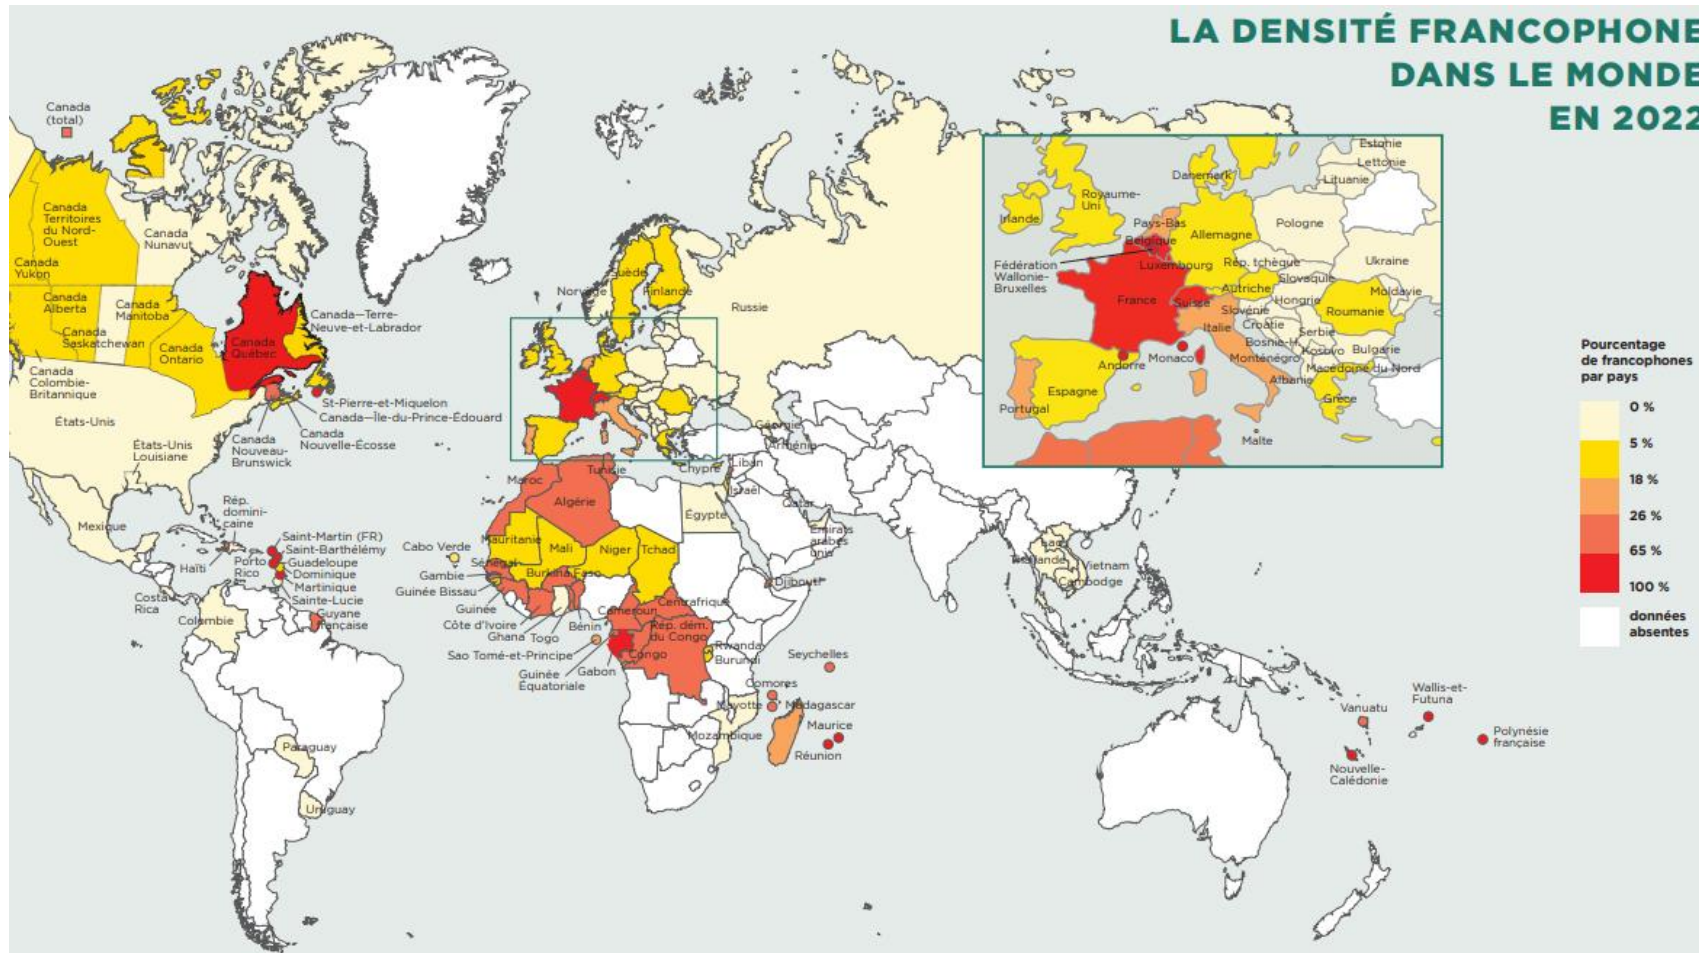 LA DENSITÉ FRANCOPHONE
DANS LE MONDE
EN 2022
Canada
(total)
Canada
Territoires
du Nord-
Ouest
Canada
Nunavut
Canada
Yukon
Canada
Alberta
Canada
Manitoba
Canada
Saskatchewan
Canada
Ontario
Canada
Québec
Canada—Terre-
Neuve-et-Labrador
Canada
Colombie-
Britannique
St-Pierre-et-Miquelon
Canada—Île-du-Prince-Édouard
Canada
Nouvelle-Écosse
Canada
Nouveau-
Brunswick
États-Unis
États-Unis
Louisiane
Mexique
Rép.
domini-
caine
Haïti
Porto
Rico
Saint-Martin (FR)
Saint-Barthélémy
Guadeloupe
Dominique
Martinique
Sainte-Lucie
Guyane
française
Costa
Rica
Colombie
Paraguay
Uruguay
Norvège
Suède
Finlande
Russie
Géorgie
Arménie
Chypre
Liban
Israël
Qatar
Émirats
arabes
unis
Égypte
Maroc
Algérie
Tunisie
Cabo Verde
Mauritanie
Mali
Niger
Tchad
Sénégal
Gambie
Guinée Bissau
Guinée
Côte d'Ivoire
Burkina Faso
Ghana
Togo
Bénin
Sao Tomé-et-Principe
Guinée
Équatoriale
Gabon
Cameroun
Centrafrique
Congo
Rép. dém.
du Congo
Rwanda
Burundi
Djibouti
Seychelles
Comores
Mayotte
Madagascar
Maurice
Réunion
Mozambique
Laos
Thaïlande
Vietnam
Cambodge
Vanuatu
Wallis-et-
Futuna
Polynésie
française
Nouvelle-
Calédonie
Estonie
Lettonie
Lituanie
Danemark
Royaume-
Uni
Irlande
Pays-Bas
Belgique
Allemagne
Pologne
Fédération
Wallonie-
Bruxelles
Luxembourg
Rép. tchèque
Slovaquie
Ukraine
Autriche
Hongrie
Moldavie
France
Suisse
Slovénie
Roumanie
Italie
Croatie
Serbie
Bosnie-H.
Kosovo
Bulgarie
Monaco
Monténégro
Macédoine du Nord
Andorre
Albanie
Espagne
Grèce
Portugal
Malte
Pourcentage
de francophones
par pays
0 %
5 %
18 %
26 %
65 %
100 %
données
absentes